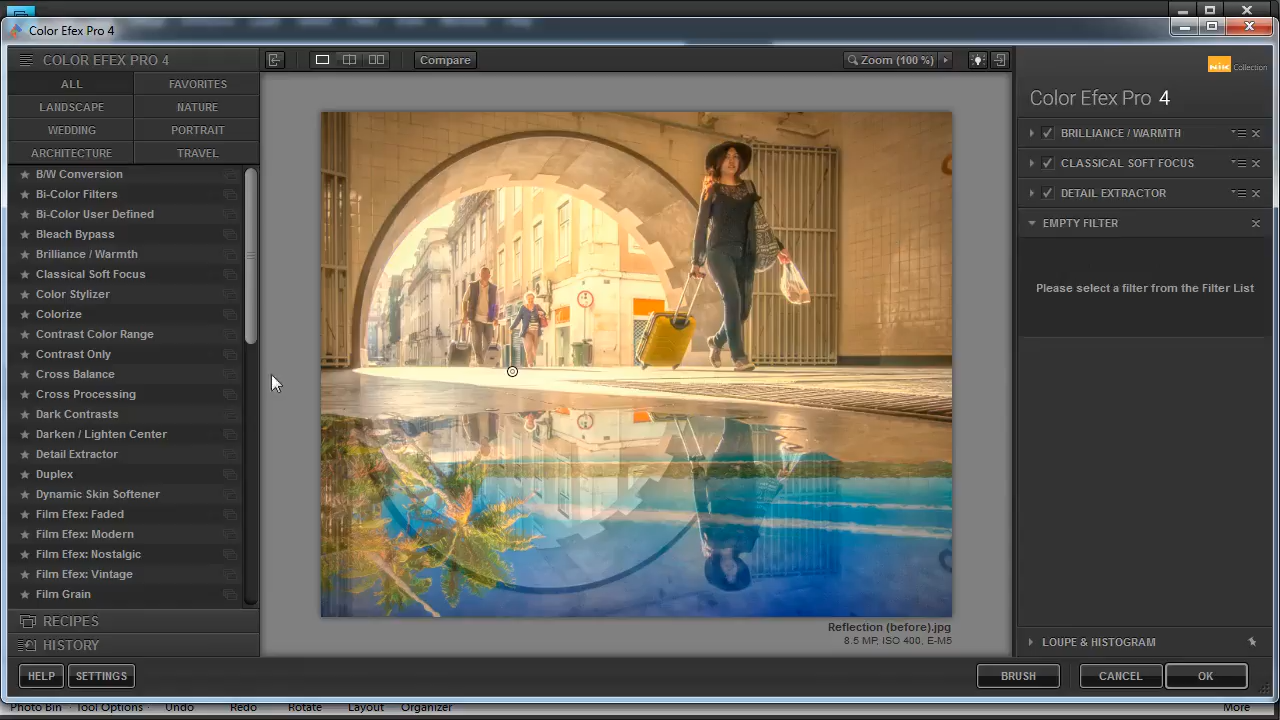 Color Efex Pro 4
COLOR EFEX PRO 4
ALL
FAVORITES
LANDSCAPE
NATURE
WEDDING
PORTRAIT
ARCHITECTURE
TRAVEL
B/W Conversion
Bi-Color Filters
Bi-Color User Defined
Bleach Bypass
Brilliance / Warmth
Classical Soft Focus
Color Stylizer
Colorize
Contrast Color Range
Contrast Only
Cross Balance
Cross Processing
Dark Contrasts
Darken / Lighten Center
Detail Extractor
Duplex
Dynamic Skin Softener
Film Efex: Faded
Film Efex: Modern
Film Efex: Nostalgic
Film Efex: Vintage
Film Grain
RECIPES
HISTORY
HELP
SETTINGS
Compare
Zoom (100 %)
Reflection (before).jpg
8.5 MP, ISO 400, E-M5
Nik Collection
Color Efex Pro 4
BRILLIANCE / WARMTH
CLASSICAL SOFT FOCUS
DETAIL EXTRACTOR
EMPTY FILTER
Please select a filter from the Filter List
LOUPE & HISTOGRAM
BRUSH
CANCEL
OK
Photo Bin
Tool Options
Undo
Redo
Rotate
Layout
Organizer
More